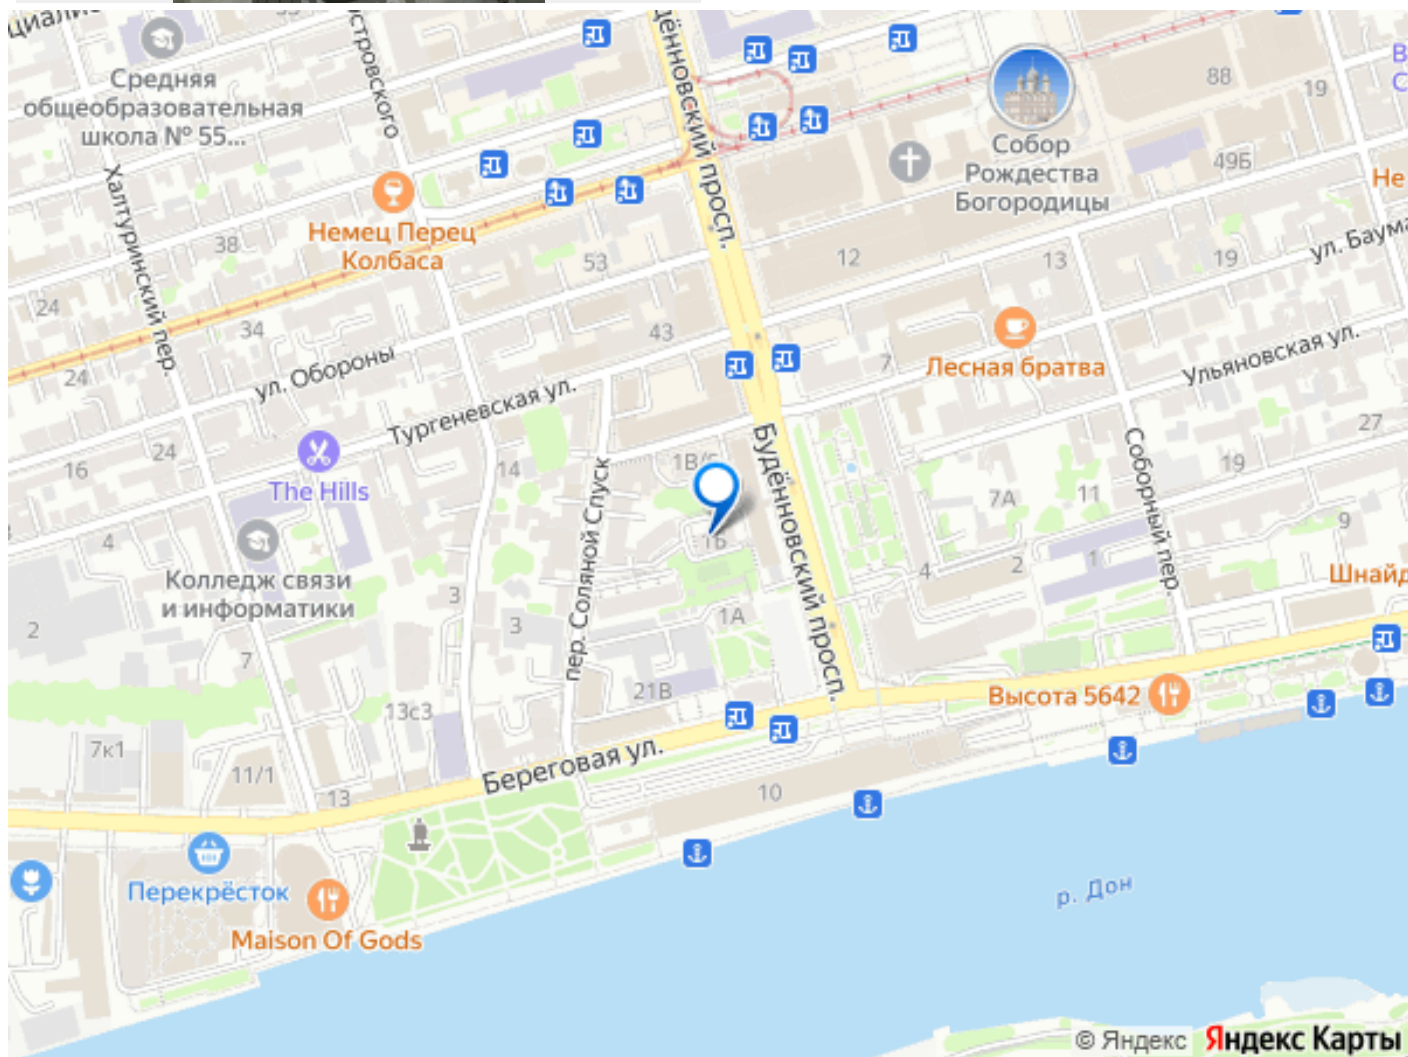 Средняя
общеобразовательная
школа № 55...
Халтуринский пер.
Немец Перец
Колбаса
Собор
Рождества
Богородицы
88
19
49Б
Не
38
53
12
13
19
24
34
43
7
24
ул. Обороны
Тургеневская ул.
Лесная братва
Ульяновская ул.
16
24
The Hills
14
пер. Соляной Спуск
1Б
Будённовский просп.
7А
11
19
27
Соборный пер.
9
4
Колледж связи
и информатики
3
3
1А
4
2
1
2
7
21В
13с3
Высота 5642
7к1
11/1
13
Береговая ул.
10
Перекрёсток
Maison Of Gods
р. Дон
© Яндекс
Яндекс Карты